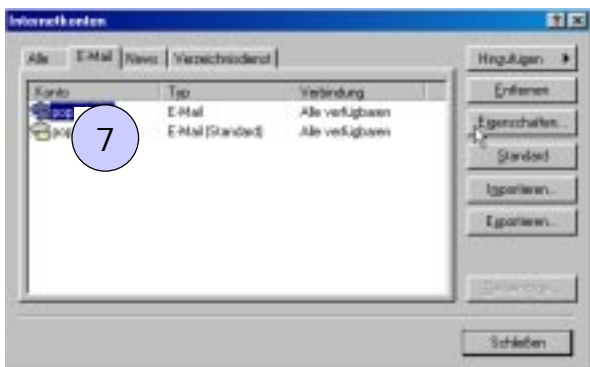 Internetkonten
Alle E-Mail News Verzeichnisdienst
Konto Typ Verbindung
pop E-Mail Alle verfügbaren
pop E-Mail (Standard) Alle verfügbaren
7
Hinzufügen
Entfernen
Eigenschaften...
Standard
Importieren...
Exportieren...
Schließen